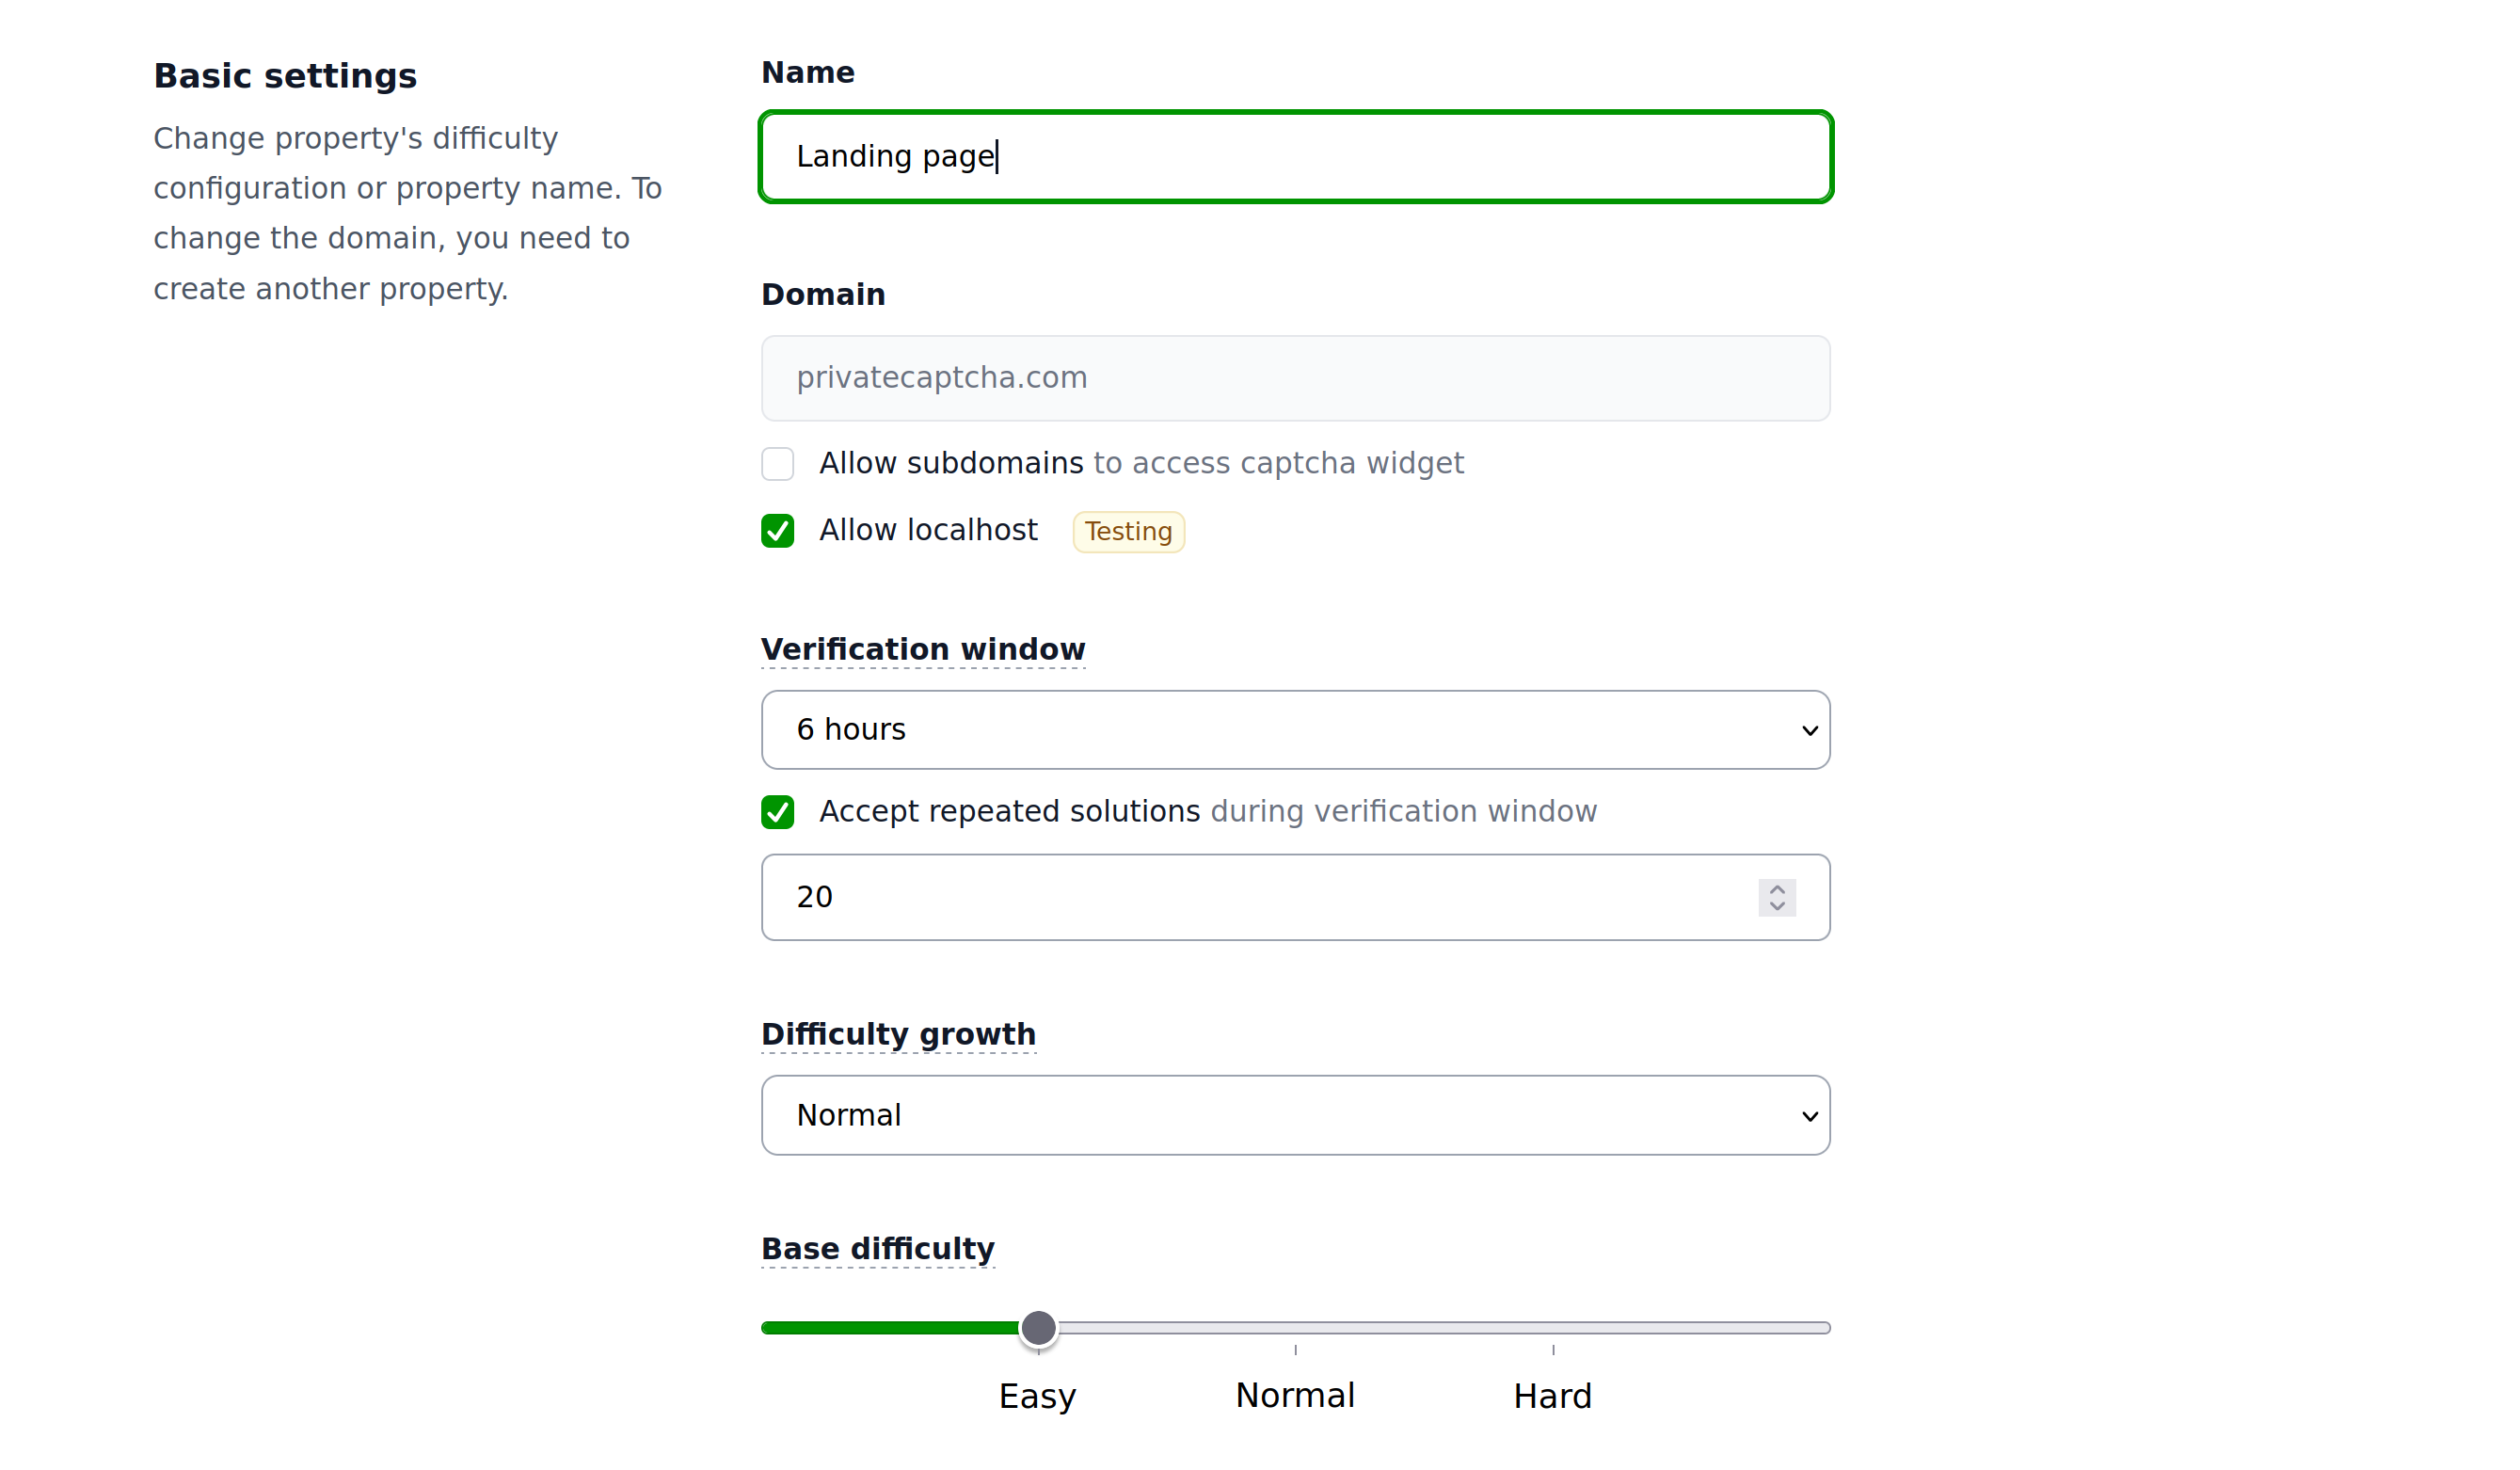 Basic settings
Change property's difficulty
configuration or property name. To
change the domain, you need to
create another property.
Name
Landing page
Domain
privatecaptcha.com
Allow subdomains to access captcha widget
Allow localhost Testing
Verification window
6 hours
Accept repeated solutions during verification window
20
Difficulty growth
Normal
Base difficulty
Easy Normal Hard